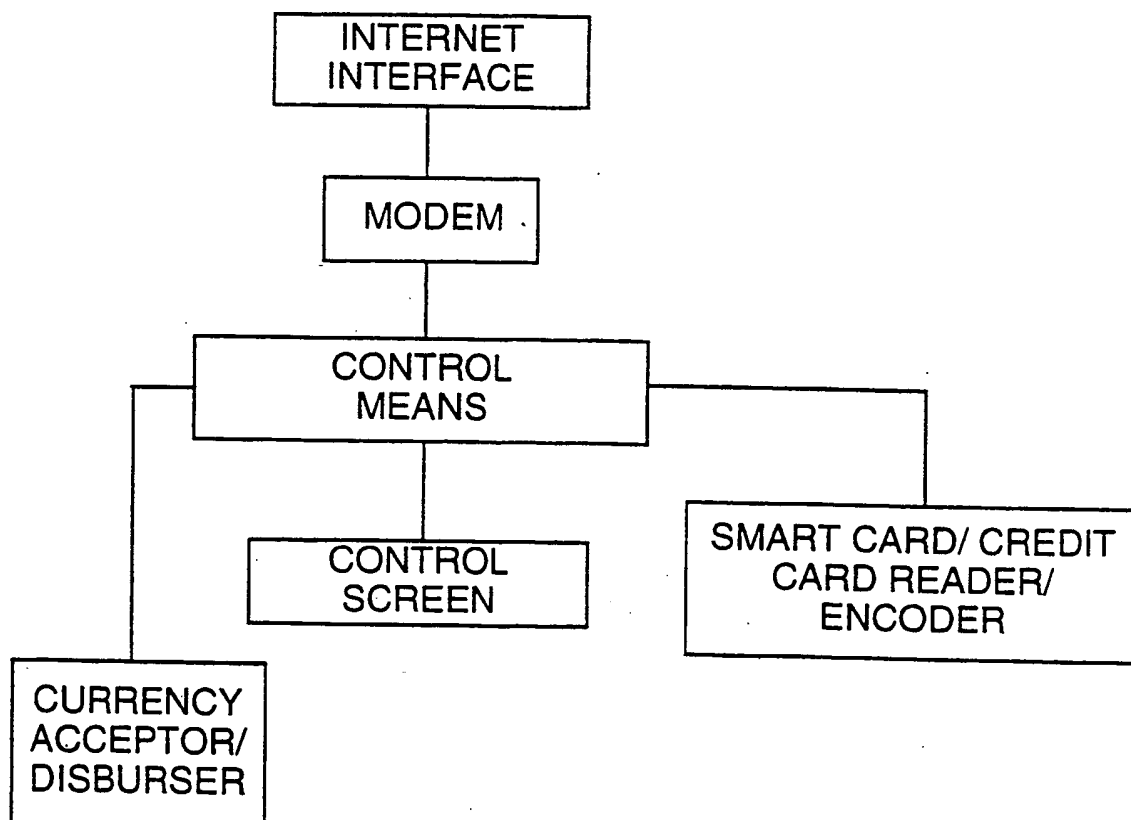 INTERNET
INTERFACE
MODEM
CONTROL
MEANS
CONTROL
SCREEN
SMART CARD/ CREDIT
CARD READER/
ENCODER
CURRENCY
ACCEPTOR/
DISBURSER